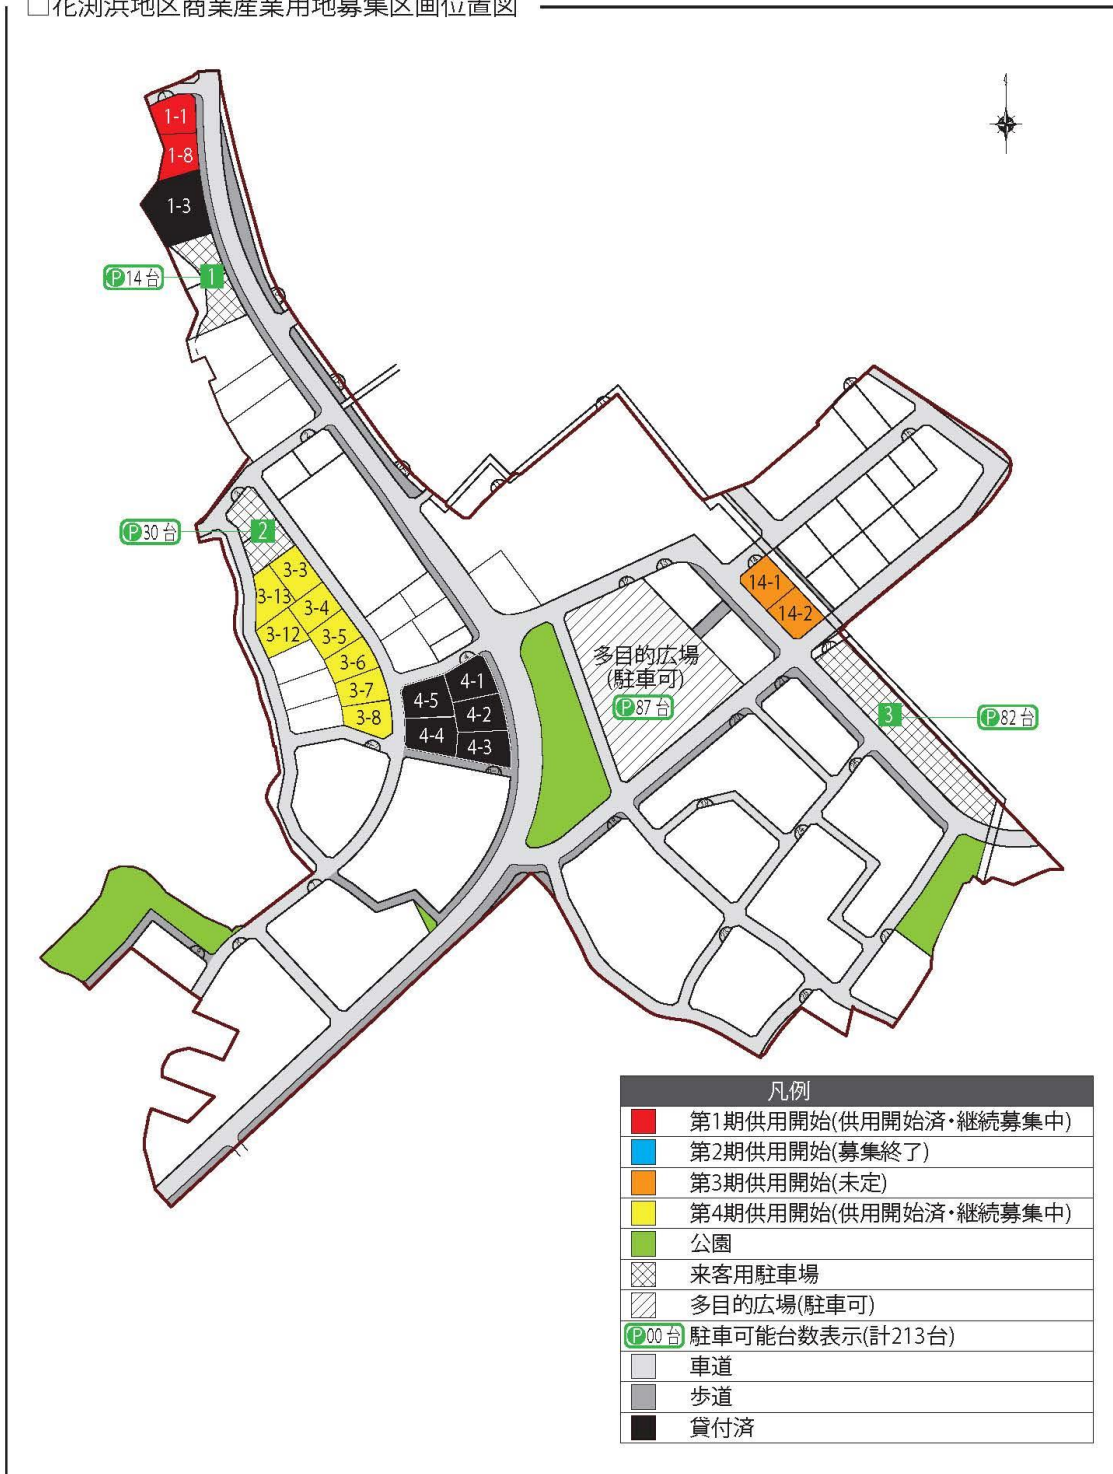 □花渕浜地区商業産業用地募集区画位置図
1-1
1-8
1-3
P14台
1
P30台
2
3-3
3-13
3-4
3-12
3-5
3-6
3-7
3-8
4-1
4-5
4-2
4-4
4-3
14-1
14-2
多目的広場
(駐車可)
P87台
3
P82台
凡例
第1期供用開始(供用開始済・継続募集中)
第2期供用開始(募集終了)
第3期供用開始(未定)
第4期供用開始(供用開始済・継続募集中)
公園
来客用駐車場
多目的広場(駐車可)
P00台 駐車可能台数表示(計213台)
車道
歩道
貸付済